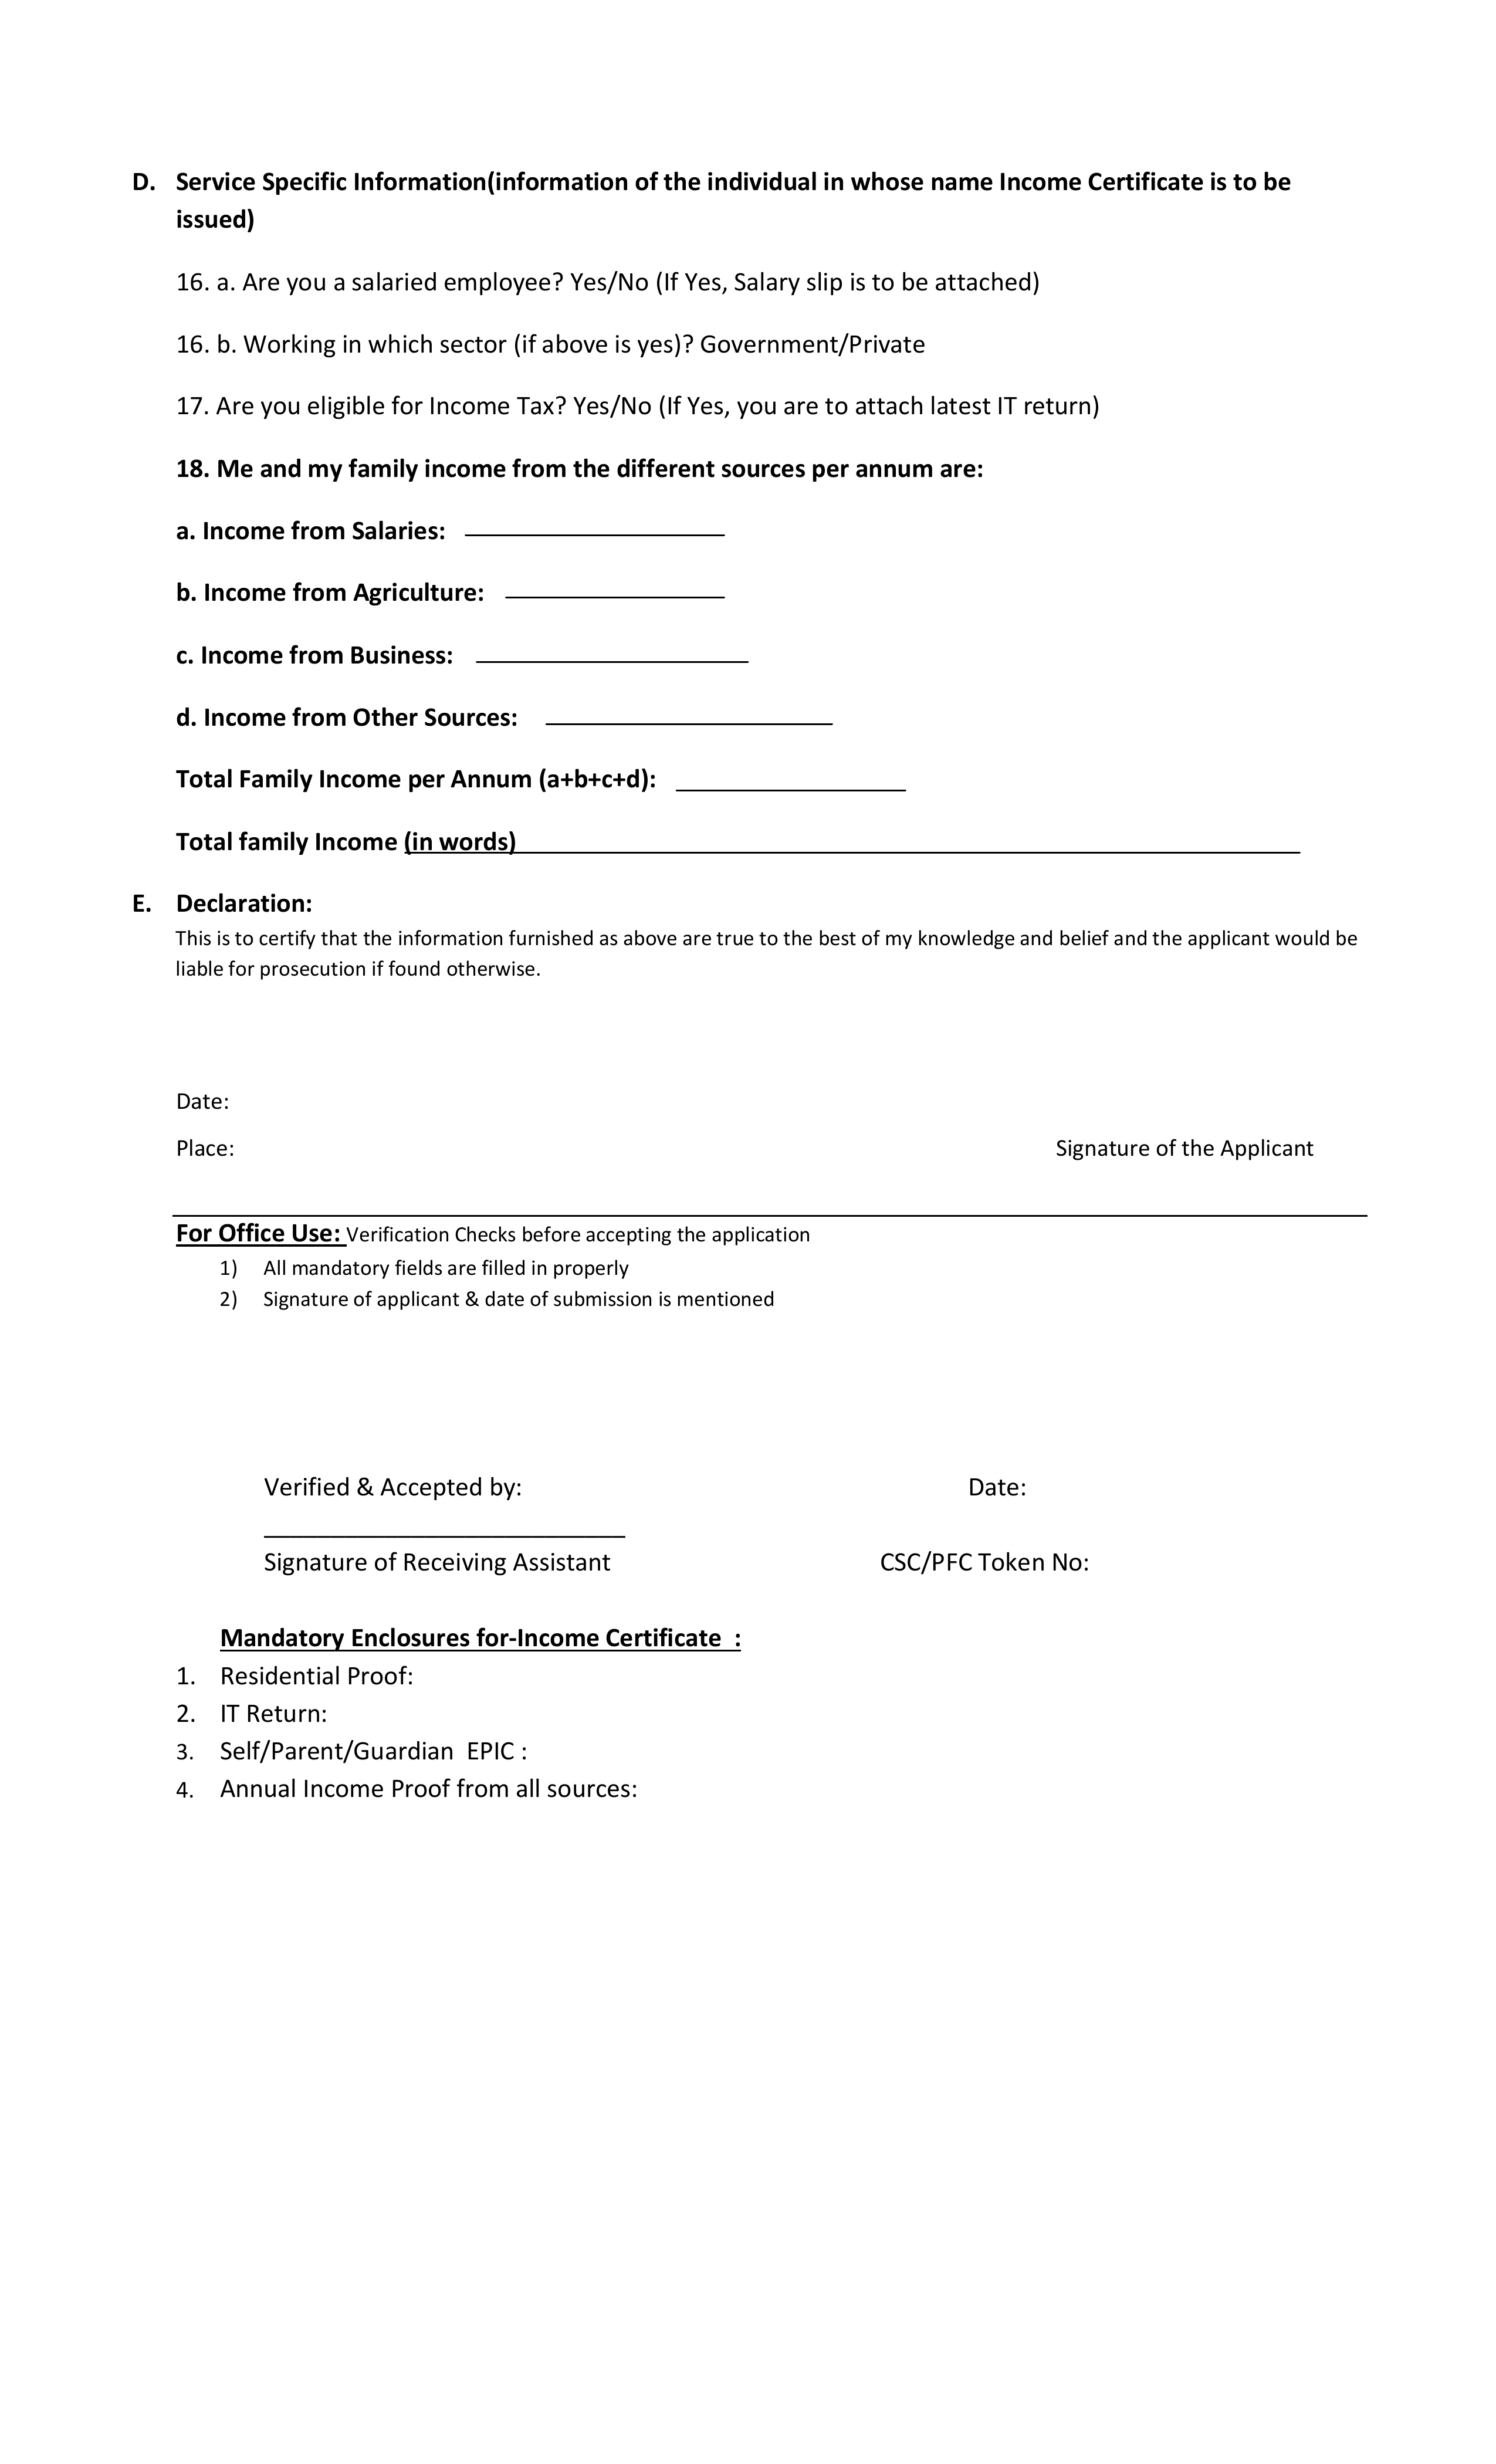 D. Service Specific Information(information of the individual in whose name Income Certificate is to be
issued)
16. a. Are you a salaried employee? Yes/No (If Yes, Salary slip is to be attached)
16. b. Working in which sector (if above is yes)? Government/Private
17. Are you eligible for Income Tax? Yes/No (If Yes, you are to attach latest IT return)
18. Me and my family income from the different sources per annum are:
a. Income from Salaries:
b. Income from Agriculture:
c. Income from Business:
d. Income from Other Sources:
Total Family Income per Annum (a+b+c+d):
Total family Income (in words)
E. Declaration:
This is to certify that the information furnished as above are true to the best of my knowledge and belief and the applicant would be
liable for prosecution if found otherwise.
Date:
Place: Signature of the Applicant
For Office Use: Verification Checks before accepting the application
1) All mandatory fields are filled in properly
2) Signature of applicant & date of submission is mentioned
Verified & Accepted by: Date:
Signature of Receiving Assistant CSC/PFC Token No:
Mandatory Enclosures for-Income Certificate :
1. Residential Proof:
2. IT Return:
3. Self/Parent/Guardian EPIC :
4. Annual Income Proof from all sources: